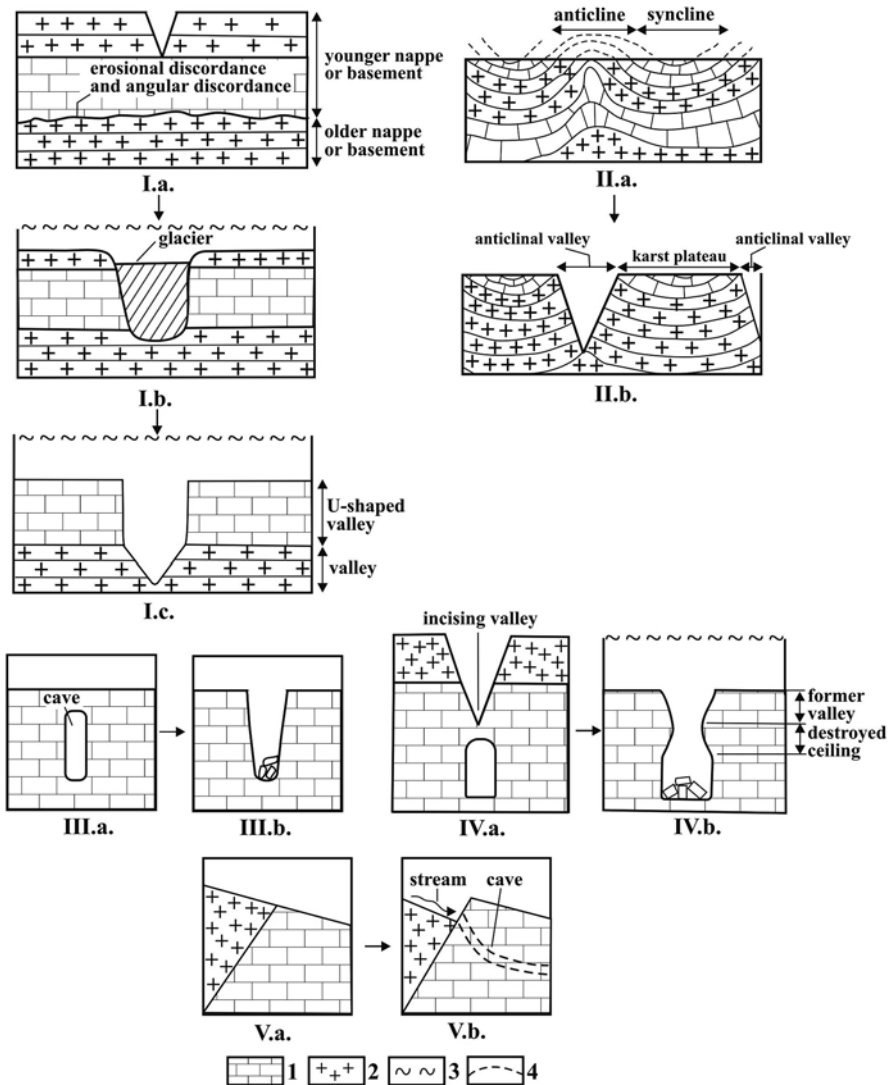 anticline syncline
younger nappe
or basement
erosional discordance
and angular discordance
older nappe
or basement
I.a.
II.a.
glacier
anticlinal valley
karst plateau
anticlinal valley
I.b.
II.b.
U-shaped
valley
valley
I.c.
incising valley
cave
former
valley
destroyed
ceiling
III.a.
III.b.
IV.a.
IV.b.
stream
cave
V.a.
V.b.
1 2 3 4